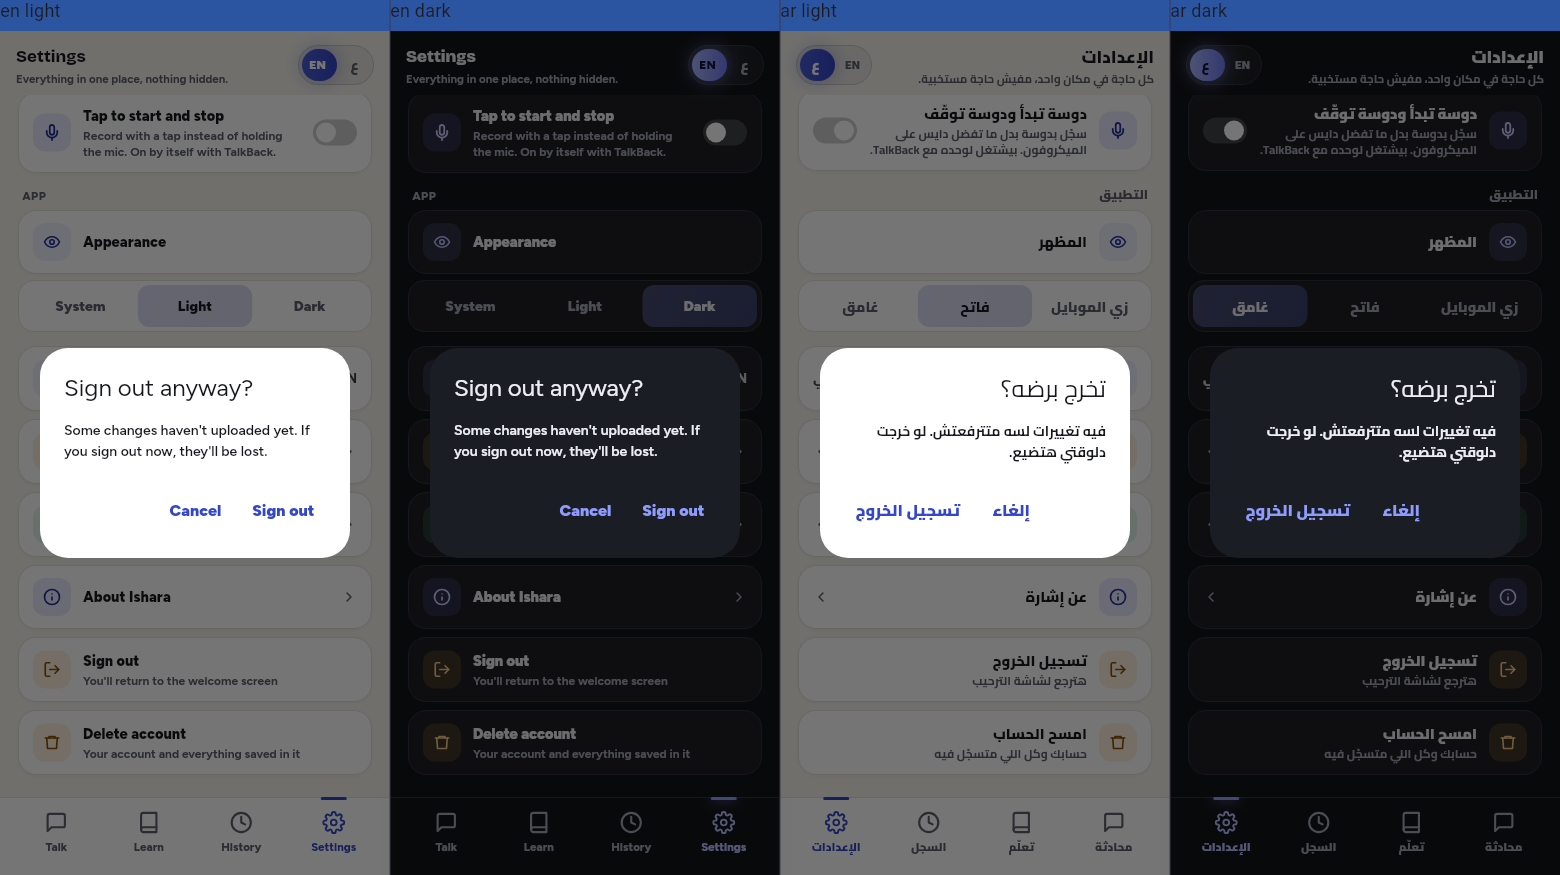 en light
Settings
Everything in one place, nothing hidden.
EN ع
Tap to start and stop
Record with a tap instead of holding
the mic. On by itself with TalkBack.
APP
Appearance
System Light Dark
N
Sign out anyway?
Some changes haven't uploaded yet. If
you sign out now, they'll be lost.
Cancel Sign out
About Ishara
Sign out
You'll return to the welcome screen
Delete account
Your account and everything saved in it
Talk Learn History Settings
en dark
Settings
Everything in one place, nothing hidden.
EN ع
Tap to start and stop
Record with a tap instead of holding
the mic. On by itself with TalkBack.
APP
Appearance
System Light Dark
N
Sign out anyway?
Some changes haven't uploaded yet. If
you sign out now, they'll be lost.
Cancel Sign out
About Ishara
Sign out
You'll return to the welcome screen
Delete account
Your account and everything saved in it
Talk Learn History Settings
ar light
الإعدادات
كل حاجة في مكان واحد، مفيش حاجة مستخبية.
EN ع
دوسة تبدأ ودوسة توقّف
سجّل بدوسة بدل ما تفضل دايس على
الميكروفون. بيشتغل لوحده مع TalkBack.
التطبيق
المظهر
زي الموبايل فاتح غامق
تخرج برضه؟
فيه تغييرات لسه متترفعتش. لو خرجت
دلوقتي هتضيع.
إلغاء تسجيل الخروج
عن إشارة
تسجيل الخروج
هترجع لشاشة الترحيب
امسح الحساب
حسابك وكل اللي متسجّل فيه
محادثة تعلّم السجل الإعدادات
ar dark
الإعدادات
كل حاجة في مكان واحد، مفيش حاجة مستخبية.
EN ع
دوسة تبدأ ودوسة توقّف
سجّل بدوسة بدل ما تفضل دايس على
الميكروفون. بيشتغل لوحده مع TalkBack.
التطبيق
المظهر
زي الموبايل فاتح غامق
تخرج برضه؟
فيه تغييرات لسه متترفعتش. لو خرجت
دلوقتي هتضيع.
إلغاء تسجيل الخروج
عن إشارة
تسجيل الخروج
هترجع لشاشة الترحيب
امسح الحساب
حسابك وكل اللي متسجّل فيه
محادثة تعلّم السجل الإعدادات